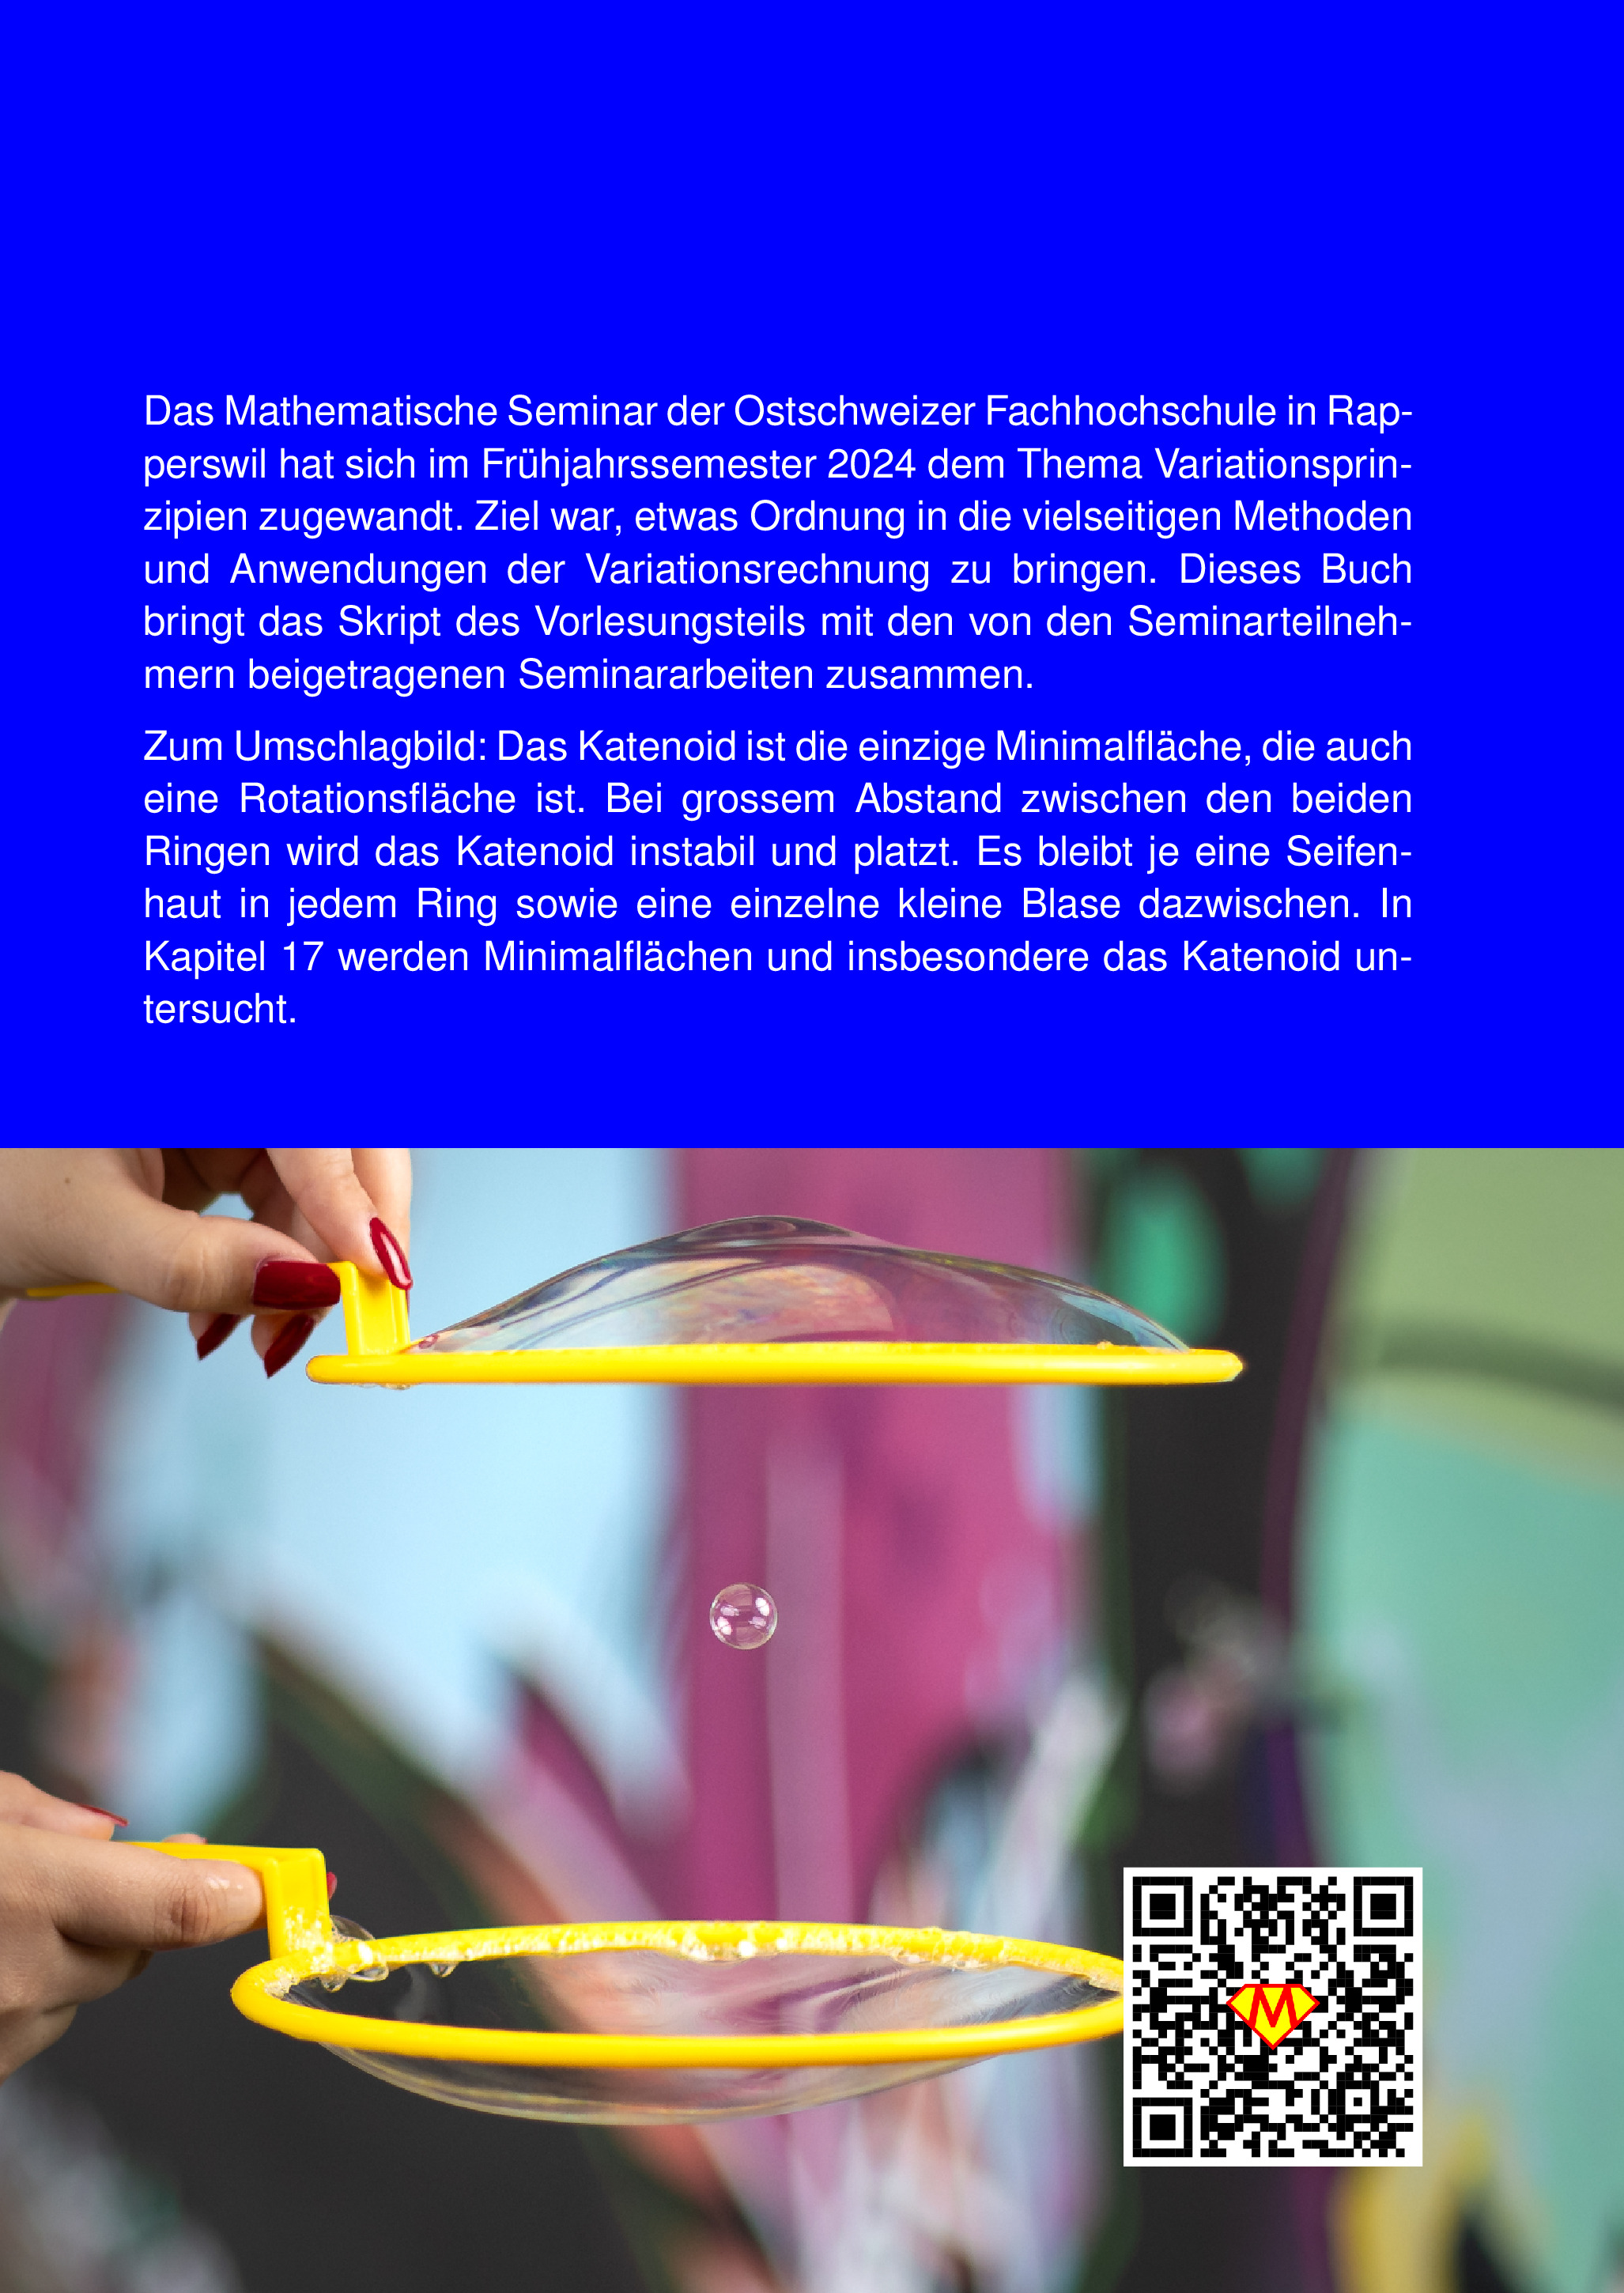 Das Mathematische Seminar der Ostschweizer Fachhochschule in Rap-
perswil hat sich im Frühjahrssemester 2024 dem Thema Variationsprin-
zipien zugewandt. Ziel war, etwas Ordnung in die vielseitigen Methoden
und Anwendungen der Variationsrechnung zu bringen. Dieses Buch
bringt das Skript des Vorlesungsteils mit den von den Seminarteilneh-
mern beigetragenen Seminararbeiten zusammen.
Zum Umschlagbild: Das Katenoid ist die einzige Minimalfläche, die auch
eine Rotationsfläche ist. Bei grossem Abstand zwischen den beiden
Ringen wird das Katenoid instabil und platzt. Es bleibt je eine Seifen-
haut in jedem Ring sowie eine einzelne kleine Blase dazwischen. In
Kapitel 17 werden Minimalflächen und insbesondere das Katenoid un-
tersucht.
M